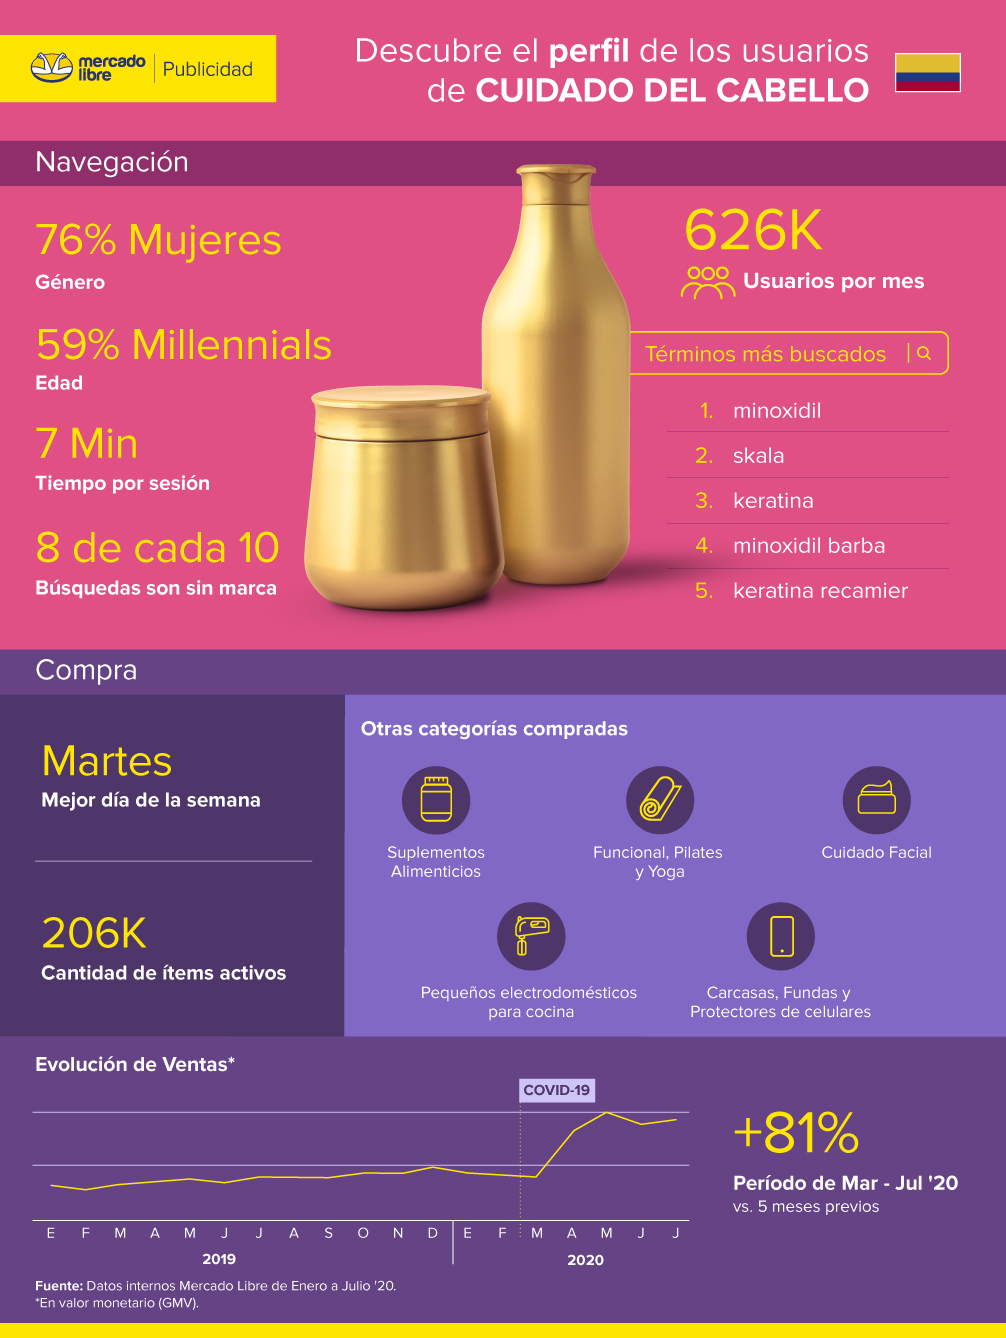 mercado
libre
Publicidad
Descubre el perfil de los usuarios
de CUIDADO DEL CABELLO
Navegación
76% Mujeres
Género
59% Millennials
Edad
7 Min
Tiempo por sesión
8 de cada 10
Búsquedas son sin marca
626K
Usuarios por mes
Términos más buscados
1. minoxidil
2. skala
3. keratina
4. minoxidil barba
5. keratina recamier
Compra
Martes
Mejor día de la semana
206K
Cantidad de ítems activos
Otras categorías compradas
Suplementos
Alimenticios
Funcional, Pilates
y Yoga
Cuidado Facial
Pequeños electrodomésticos
para cocina
Carcasas, Fundas y
Protectores de celulares
Evolución de Ventas*
COVID-19
E F M A M J J A S O N D E F M A M J J
2019 2020
+81%
Período de Mar - Jul '20
vs. 5 meses previos
Fuente: Datos internos Mercado Libre de Enero a Julio '20.
*En valor monetario (GMV).